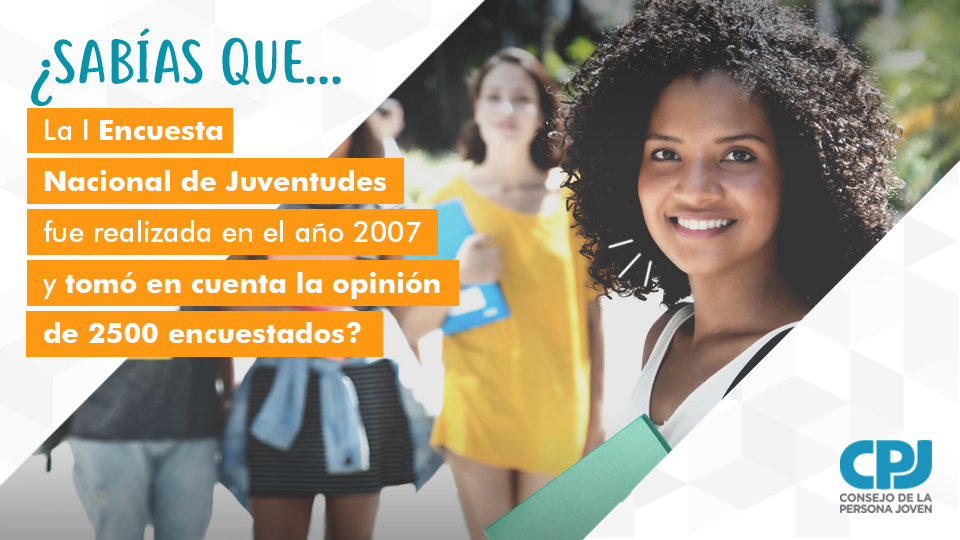 ¿SABÍAS QUE...
La I Encuesta
Nacional de Juventudes
fue realizada en el año 2007
y tomó en cuenta la opinión
de 2500 encuestados?
CPJ
CONSEJO DE LA
PERSONA JOVEN